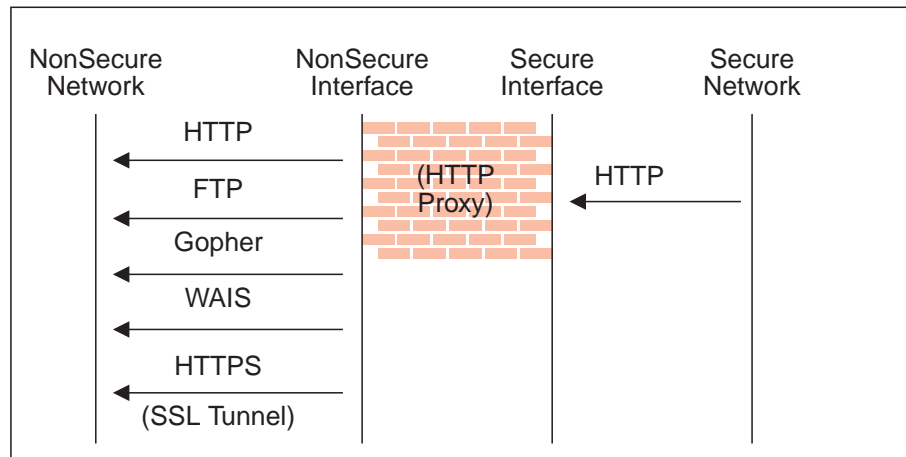 NonSecure
Network
NonSecure
Interface
Secure
Interface
Secure
Network
HTTP
FTP
Gopher
WAIS
HTTPS
(SSL Tunnel)
(HTTP
Proxy)
HTTP